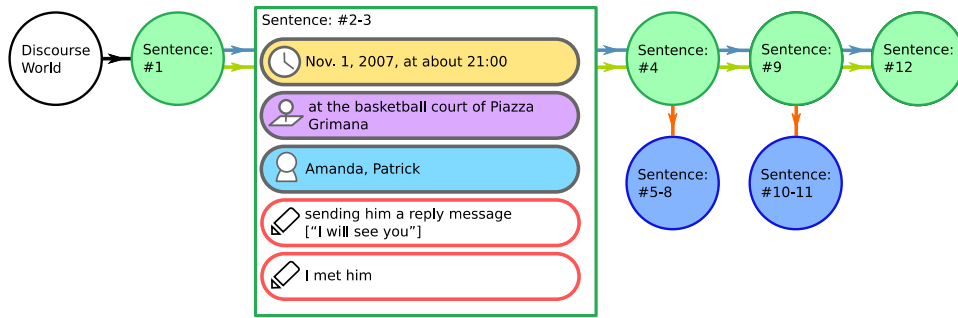 Discourse
World
Sentence:
#1
Sentence: #2-3
Nov. 1, 2007, at about 21:00
at the basketball court of Piazza
Grimana
Amanda, Patrick
sending him a reply message
[“I will see you”]
I met him
Sentence:
#4
Sentence:
#9
Sentence:
#12
Sentence:
#5-8
Sentence:
#10-11